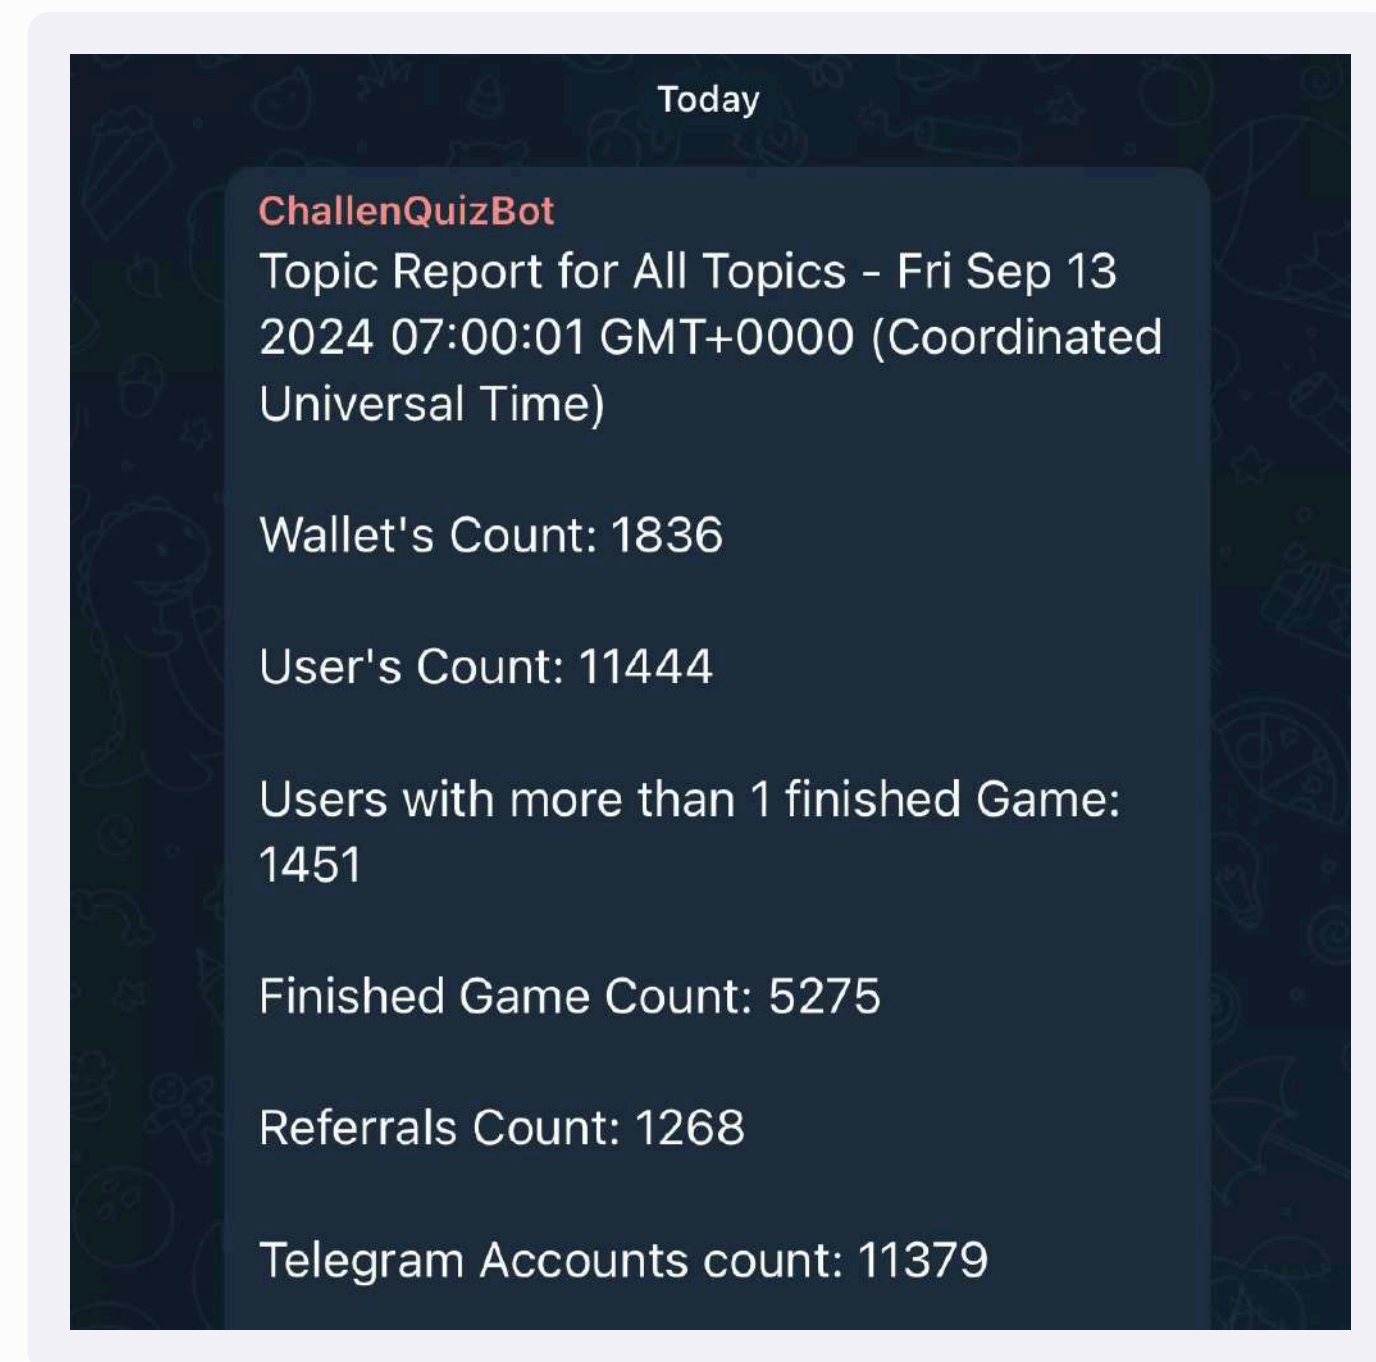 Today
ChallenQuizBot
Topic Report for All Topics - Fri Sep 13
2024 07:00:01 GMT+0000 (Coordinated
Universal Time)
Wallet's Count: 1836
User's Count: 11444
Users with more than 1 finished Game:
1451
Finished Game Count: 5275
Referrals Count: 1268
Telegram Accounts count: 11379